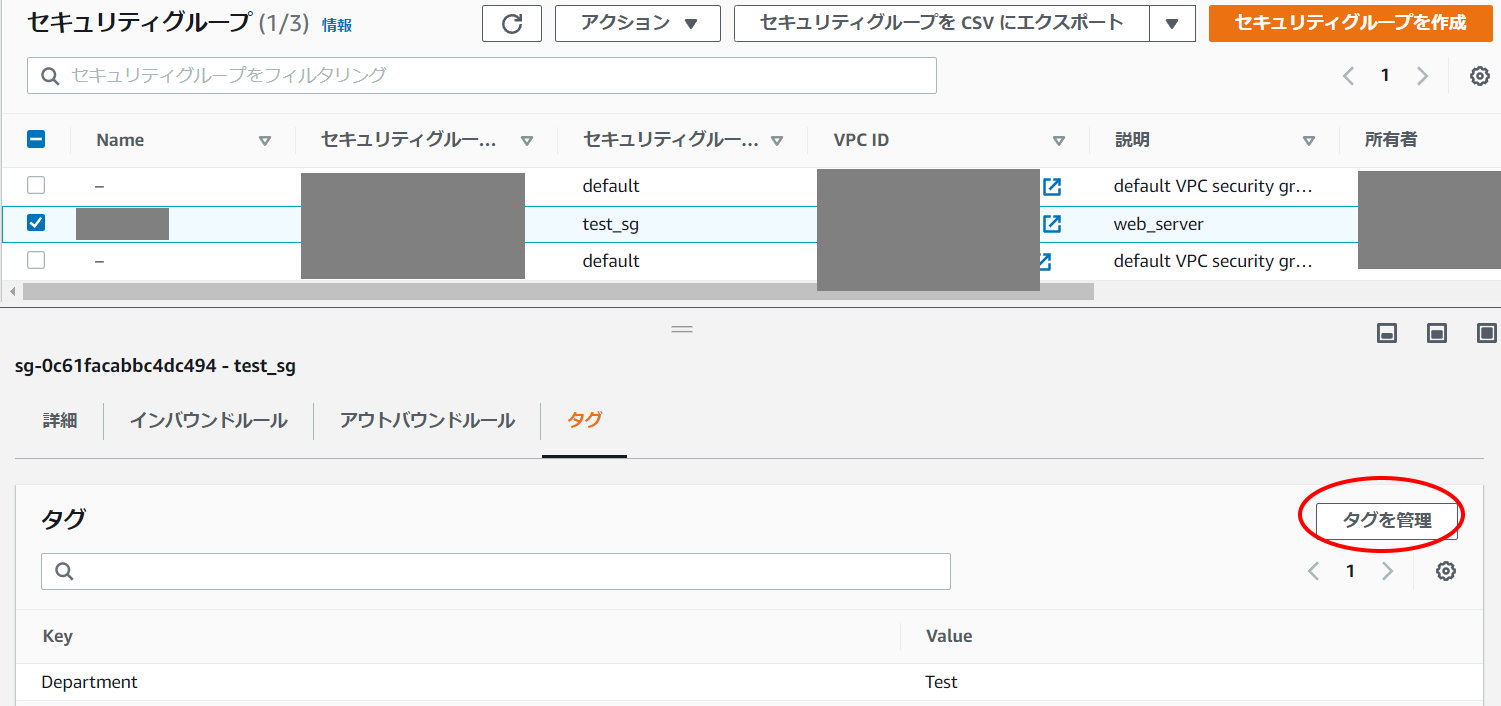 セキュリティグループ (1/3) 情報 アクション セキュリティグループを CSV にエクスポート セキュリティグループを作成
セキュリティグループをフィルタリング 1
Name セキュリティグルー... セキュリティグルー... VPC ID 説明 所有者
– default default VPC security gr...
test_sg web_server
– default default VPC security gr...
sg-0c61facabbc4dc494 - test_sg
詳細 インバウンドルール アウトバウンドルール タグ
タグ タグを管理
1
Key Value
Department Test